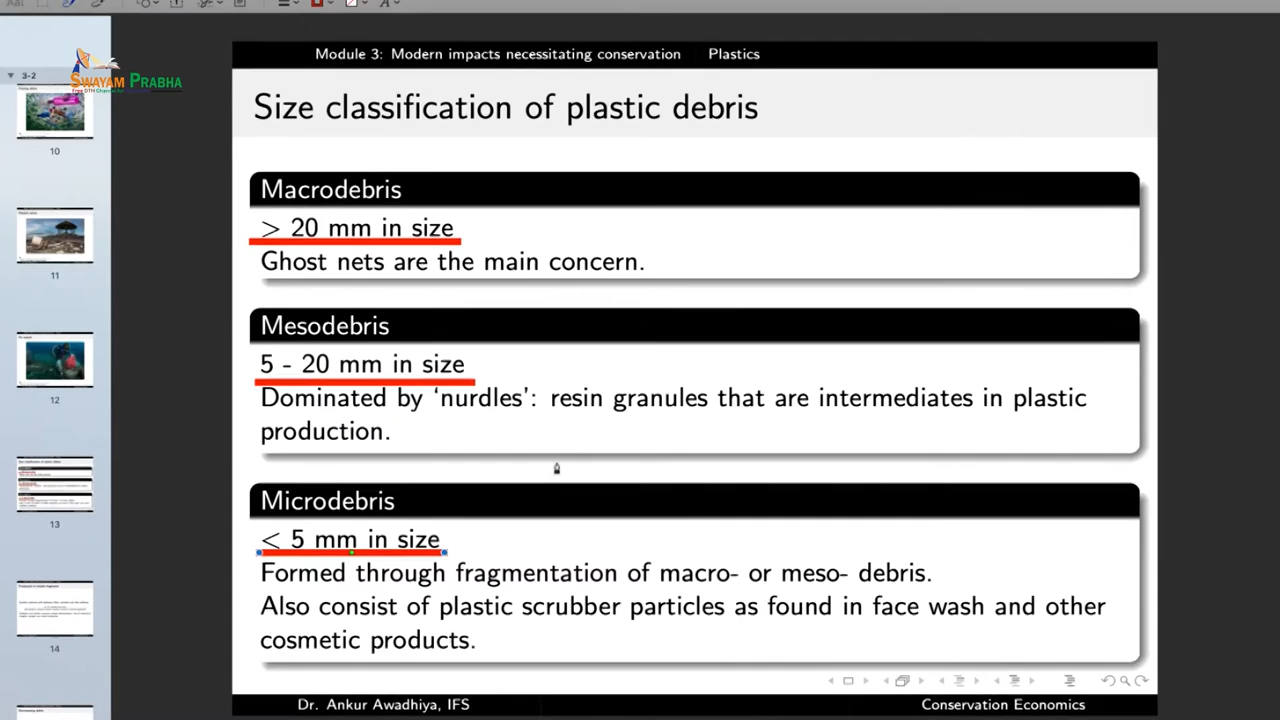 3-2
SWAYAM PRABHA
10
11
12
13
14
Module 3: Modern impacts necessitating conservation Plastics
Size classification of plastic debris
Macrodebris
> 20 mm in size
Ghost nets are the main concern.
Mesodebris
5 - 20 mm in size
Dominated by ‘nurdles’: resin granules that are intermediates in plastic
production.
Microdebris
< 5 mm in size
Formed through fragmentation of macro- or meso- debris.
Also consist of plastic scrubber particles as found in face wash and other
cosmetic products.
Dr. Ankur Awadhiya, IFS Conservation Economics